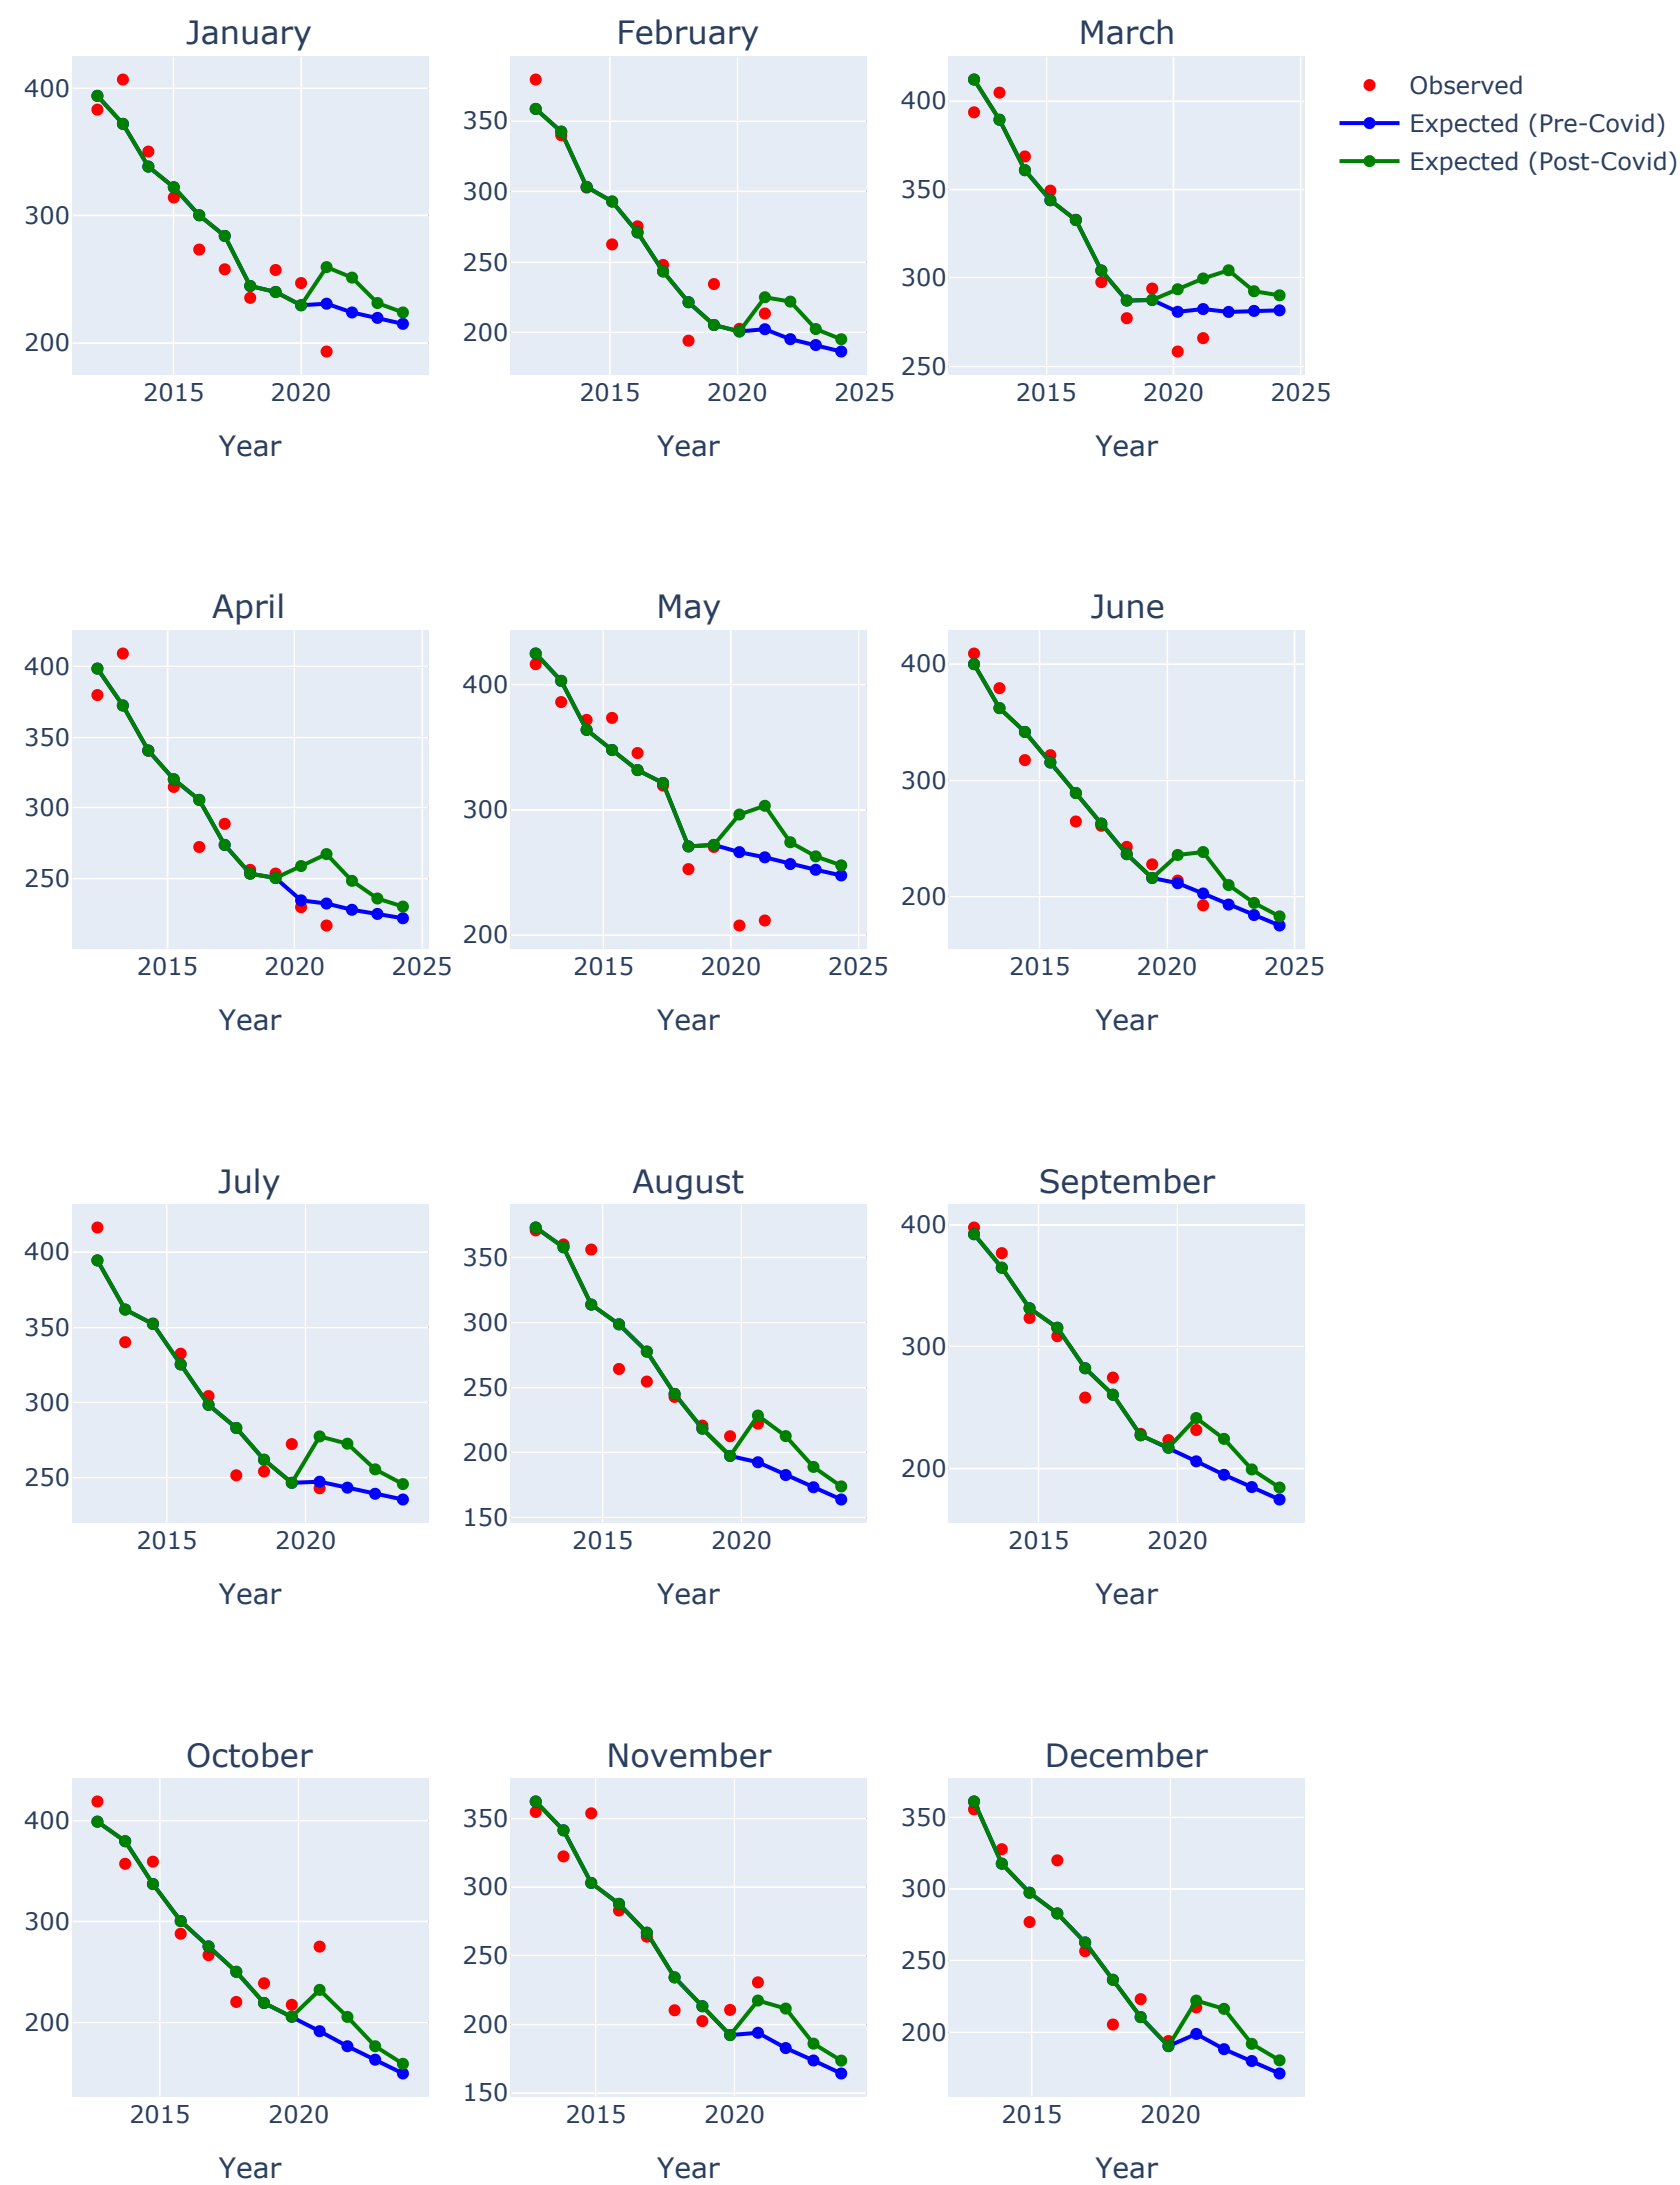 January
February
March
400
300
200
2015
2020
Year
350
300
250
200
2015
2020
2025
Year
400
350
300
250
2015
2020
2025
Year
Observed
Expected (Pre-Covid)
Expected (Post-Covid)
April
May
June
400
350
300
250
2015
2020
2025
Year
400
300
200
2015
2020
2025
Year
400
300
200
2015
2020
2025
Year
July
August
September
400
350
300
250
2015
2020
Year
350
300
250
200
150
2015
2020
Year
400
300
200
2015
2020
Year
October
November
December
400
300
200
2015
2020
Year
350
300
250
200
150
2015
2020
Year
350
300
250
200
2015
2020
Year